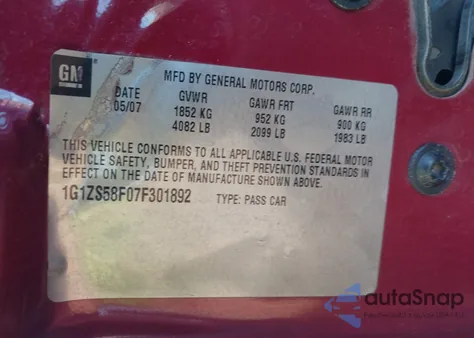 GM
MFD BY GENERAL MOTORS CORP.
DATE GVWR GAWR FRT GAWR RR
05/07 1852 KG 952 KG 900 KG
4082 LB 2099 LB 1983 LB
THIS VEHICLE CONFORMS TO ALL APPLICABLE U.S. FEDERAL MOTOR
VEHICLE SAFETY, BUMPER, AND THEFT PREVENTION STANDARDS IN
EFFECT ON THE DATE OF MANUFACTURE SHOWN ABOVE.
1G1ZS58F07F301892 TYPE: PASS CAR
autaSnap